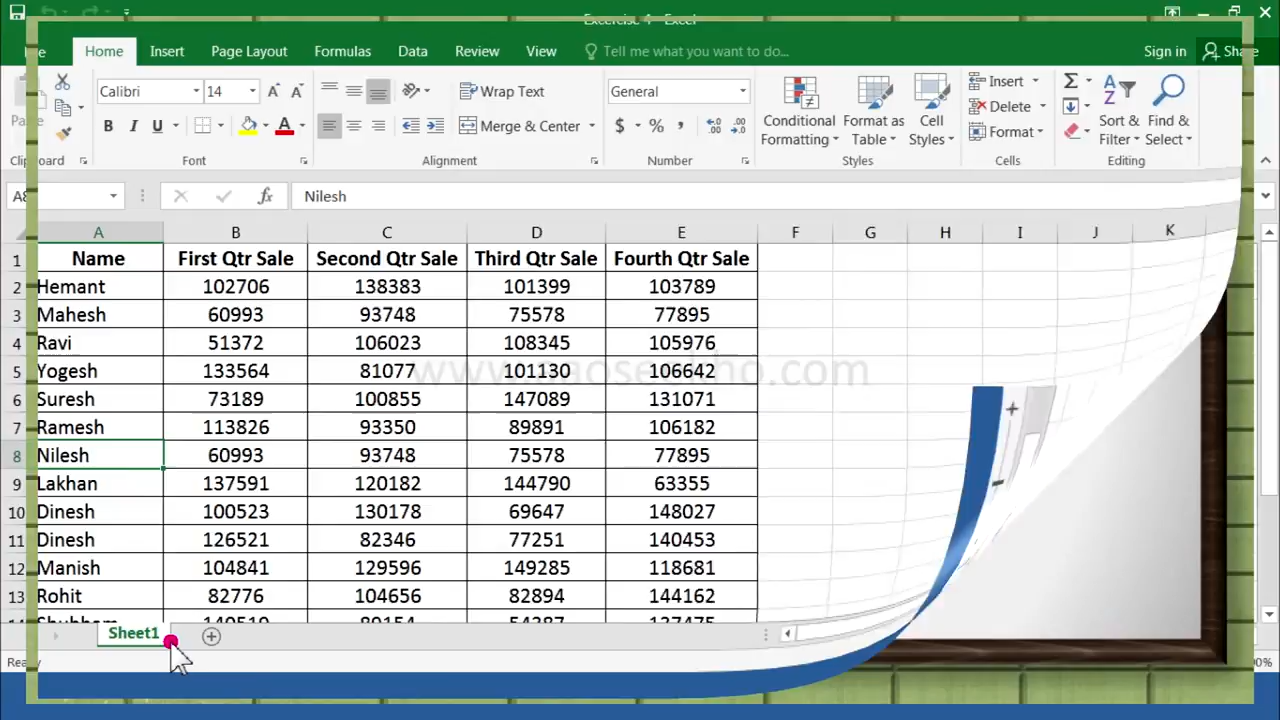 Excercise 4 - Excel
Home Insert Page Layout Formulas Data Review View Tell me what you want to do... Sign in Share
Calibri 14 Wrap Text General Conditional Formatting Format as Table Cell Styles Insert Sort & Filter Find & Select
B I U Merge & Center $ % , Delete
Format
Clipboard Font Alignment Number Styles Cells Editing
fx Nilesh
A B C D E F G H I J K
1 Name First Qtr Sale Second Qtr Sale Third Qtr Sale Fourth Qtr Sale
2 Hemant 102706 138383 101399 103789
3 Mahesh 60993 93748 75578 77895
4 Ravi 51372 106023 108345 105976
5 Yogesh 133564 81077 101130 106642
6 Suresh 73189 100855 147089 131071
7 Ramesh 113826 93350 89891 106182
8 Nilesh 60993 93748 75578 77895
9 Lakhan 137591 120182 144790 63355
10 Dinesh 100523 130178 69647 148027
11 Dinesh 126521 82346 77251 140453
12 Manish 104841 129596 149285 118681
13 Rohit 82776 104656 82894 144162
Sheet1